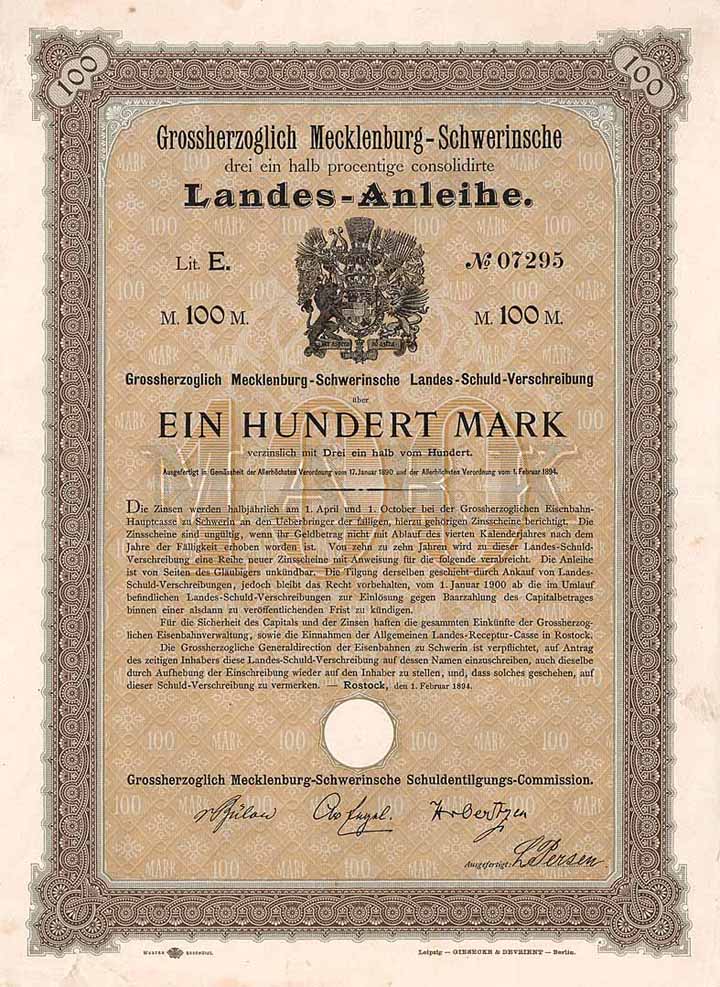 100 100
Grossherzoglich Mecklenburg-Schwerinsche
drei ein halb procentige consolidirte
Landes-Anleihe.
Lit. E. № 07295
M. 100 M. M. 100 M.
Per aspera ad astra
Grossherzoglich Mecklenburg-Schwerinsche Landes-Schuld-Verschreibung
über
EIN HUNDERT MARK
verzinslich mit Drei ein halb vom Hundert.
Ausgefertigt in Gemässheit der Allerhöchsten Verordnung vom 17. Januar 1890 und der Allerhöchsten Verordnung vom 1. Februar 1894.
100
MARK
Die Zinsen werden halbjährlich am 1. April und 1. October bei der Grossherzoglichen Eisenbahn-
Hauptcasse zu Schwerin an den Ueberbringer der fälligen, hierzu gehörigen Zinsscheine berichtigt. Die
Zinsscheine sind ungültig, wenn ihr Geldbetrag nicht mit Ablauf des vierten Kalenderjahres nach dem
Jahre der Fälligkeit erhoben worden ist. Von zehn zu zehn Jahren wird zu dieser Landes-Schuld-
Verschreibung eine Reihe neuer Zinsscheine mit Anweisung für die folgende verabreicht. Die Anleihe
ist von Seiten des Gläubigers unkündbar. Die Tilgung derselben geschieht durch Ankauf von Landes-
Schuld-Verschreibungen, jedoch bleibt das Recht vorbehalten, vom 1. Januar 1900 ab die im Umlauf
befindlichen Landes-Schuld-Verschreibungen zur Einlösung gegen Baarzahlung des Capitalbetrages
binnen einer alsdann zu veröffentlichenden Frist zu kündigen.
Für die Sicherheit des Capitals und der Zinsen haften die gesammten Einkünfte der Grossherzog-
lichen Eisenbahnverwaltung, sowie die Einnahmen der Allgemeinen Landes-Receptur-Casse in Rostock.
Die Grossherzogliche Generaldirection der Eisenbahnen zu Schwerin ist verpflichtet, auf Antrag
des zeitigen Inhabers diese Landes-Schuld-Verschreibung auf dessen Namen einzuschreiben, auch dieselbe
durch Aufhebung der Einschreibung wieder auf den Inhaber zu stellen, und, dass solches geschehen, auf
dieser Schuld-Verschreibung zu vermerken. — Rostock, den 1. Februar 1894.
Grossherzoglich Mecklenburg-Schwerinsche Schuldentilgungs-Commission.
v Bülow
Ausgefertigt: L Persen
Leipzig — GIESECKE & DEVRIENT — Berlin.